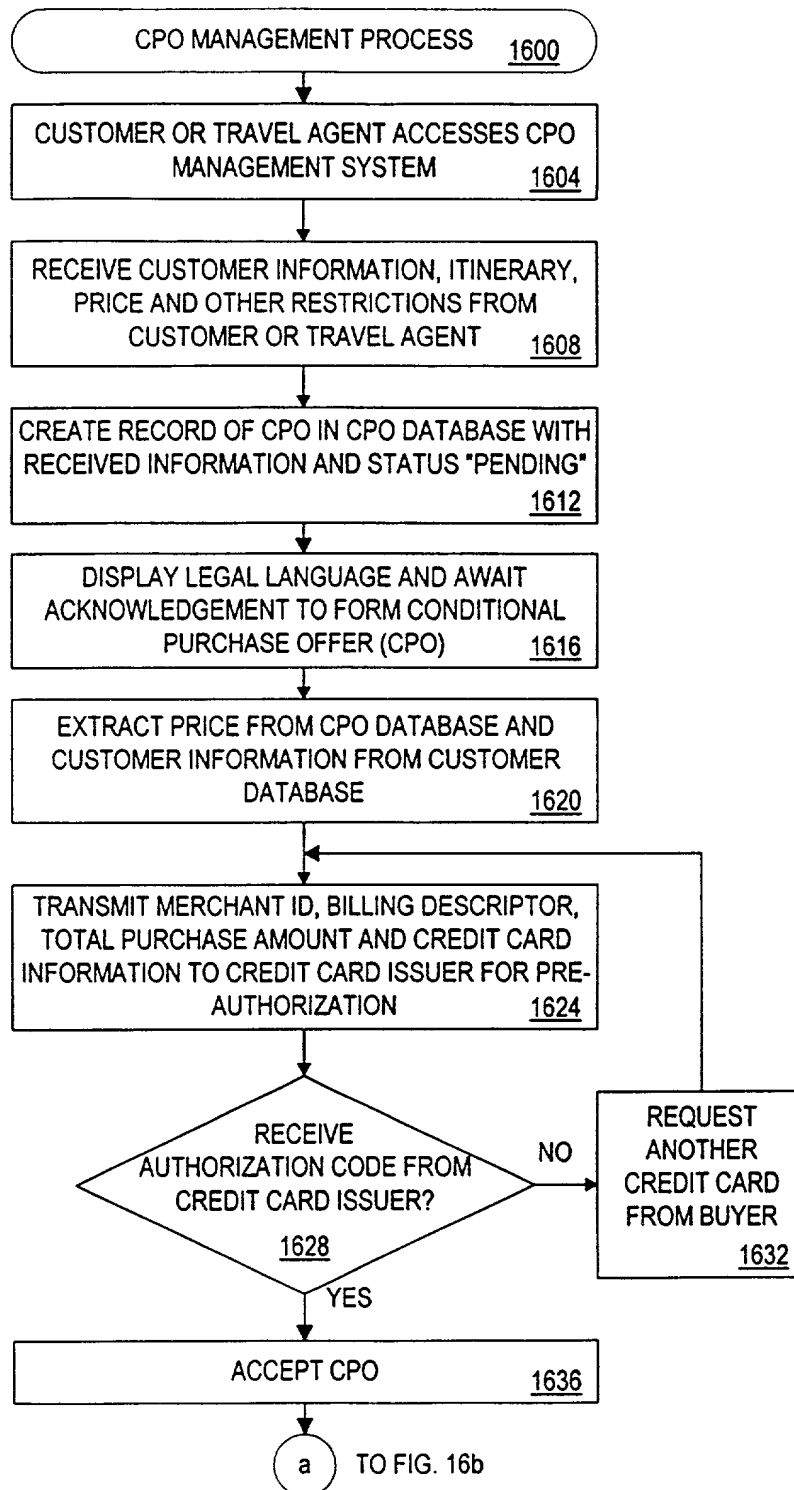 CPO MANAGEMENT PROCESS 1600
CUSTOMER OR TRAVEL AGENT ACCESSES CPO
MANAGEMENT SYSTEM
1604
RECEIVE CUSTOMER INFORMATION, ITINERARY,
PRICE AND OTHER RESTRICTIONS FROM
CUSTOMER OR TRAVEL AGENT
1608
CREATE RECORD OF CPO IN CPO DATABASE WITH
RECEIVED INFORMATION AND STATUS "PENDING"
1612
DISPLAY LEGAL LANGUAGE AND AWAIT
ACKNOWLEDGEMENT TO FORM CONDITIONAL
PURCHASE OFFER (CPO)
1616
EXTRACT PRICE FROM CPO DATABASE AND
CUSTOMER INFORMATION FROM CUSTOMER
DATABASE
1620
TRANSMIT MERCHANT ID, BILLING DESCRIPTOR,
TOTAL PURCHASE AMOUNT AND CREDIT CARD
INFORMATION TO CREDIT CARD ISSUER FOR PRE-
AUTHORIZATION
1624
RECEIVE
AUTHORIZATION CODE FROM
CREDIT CARD ISSUER?
1628
NO
REQUEST
ANOTHER
CREDIT CARD
FROM BUYER
1632
YES
ACCEPT CPO 1636
a TO FIG. 16b